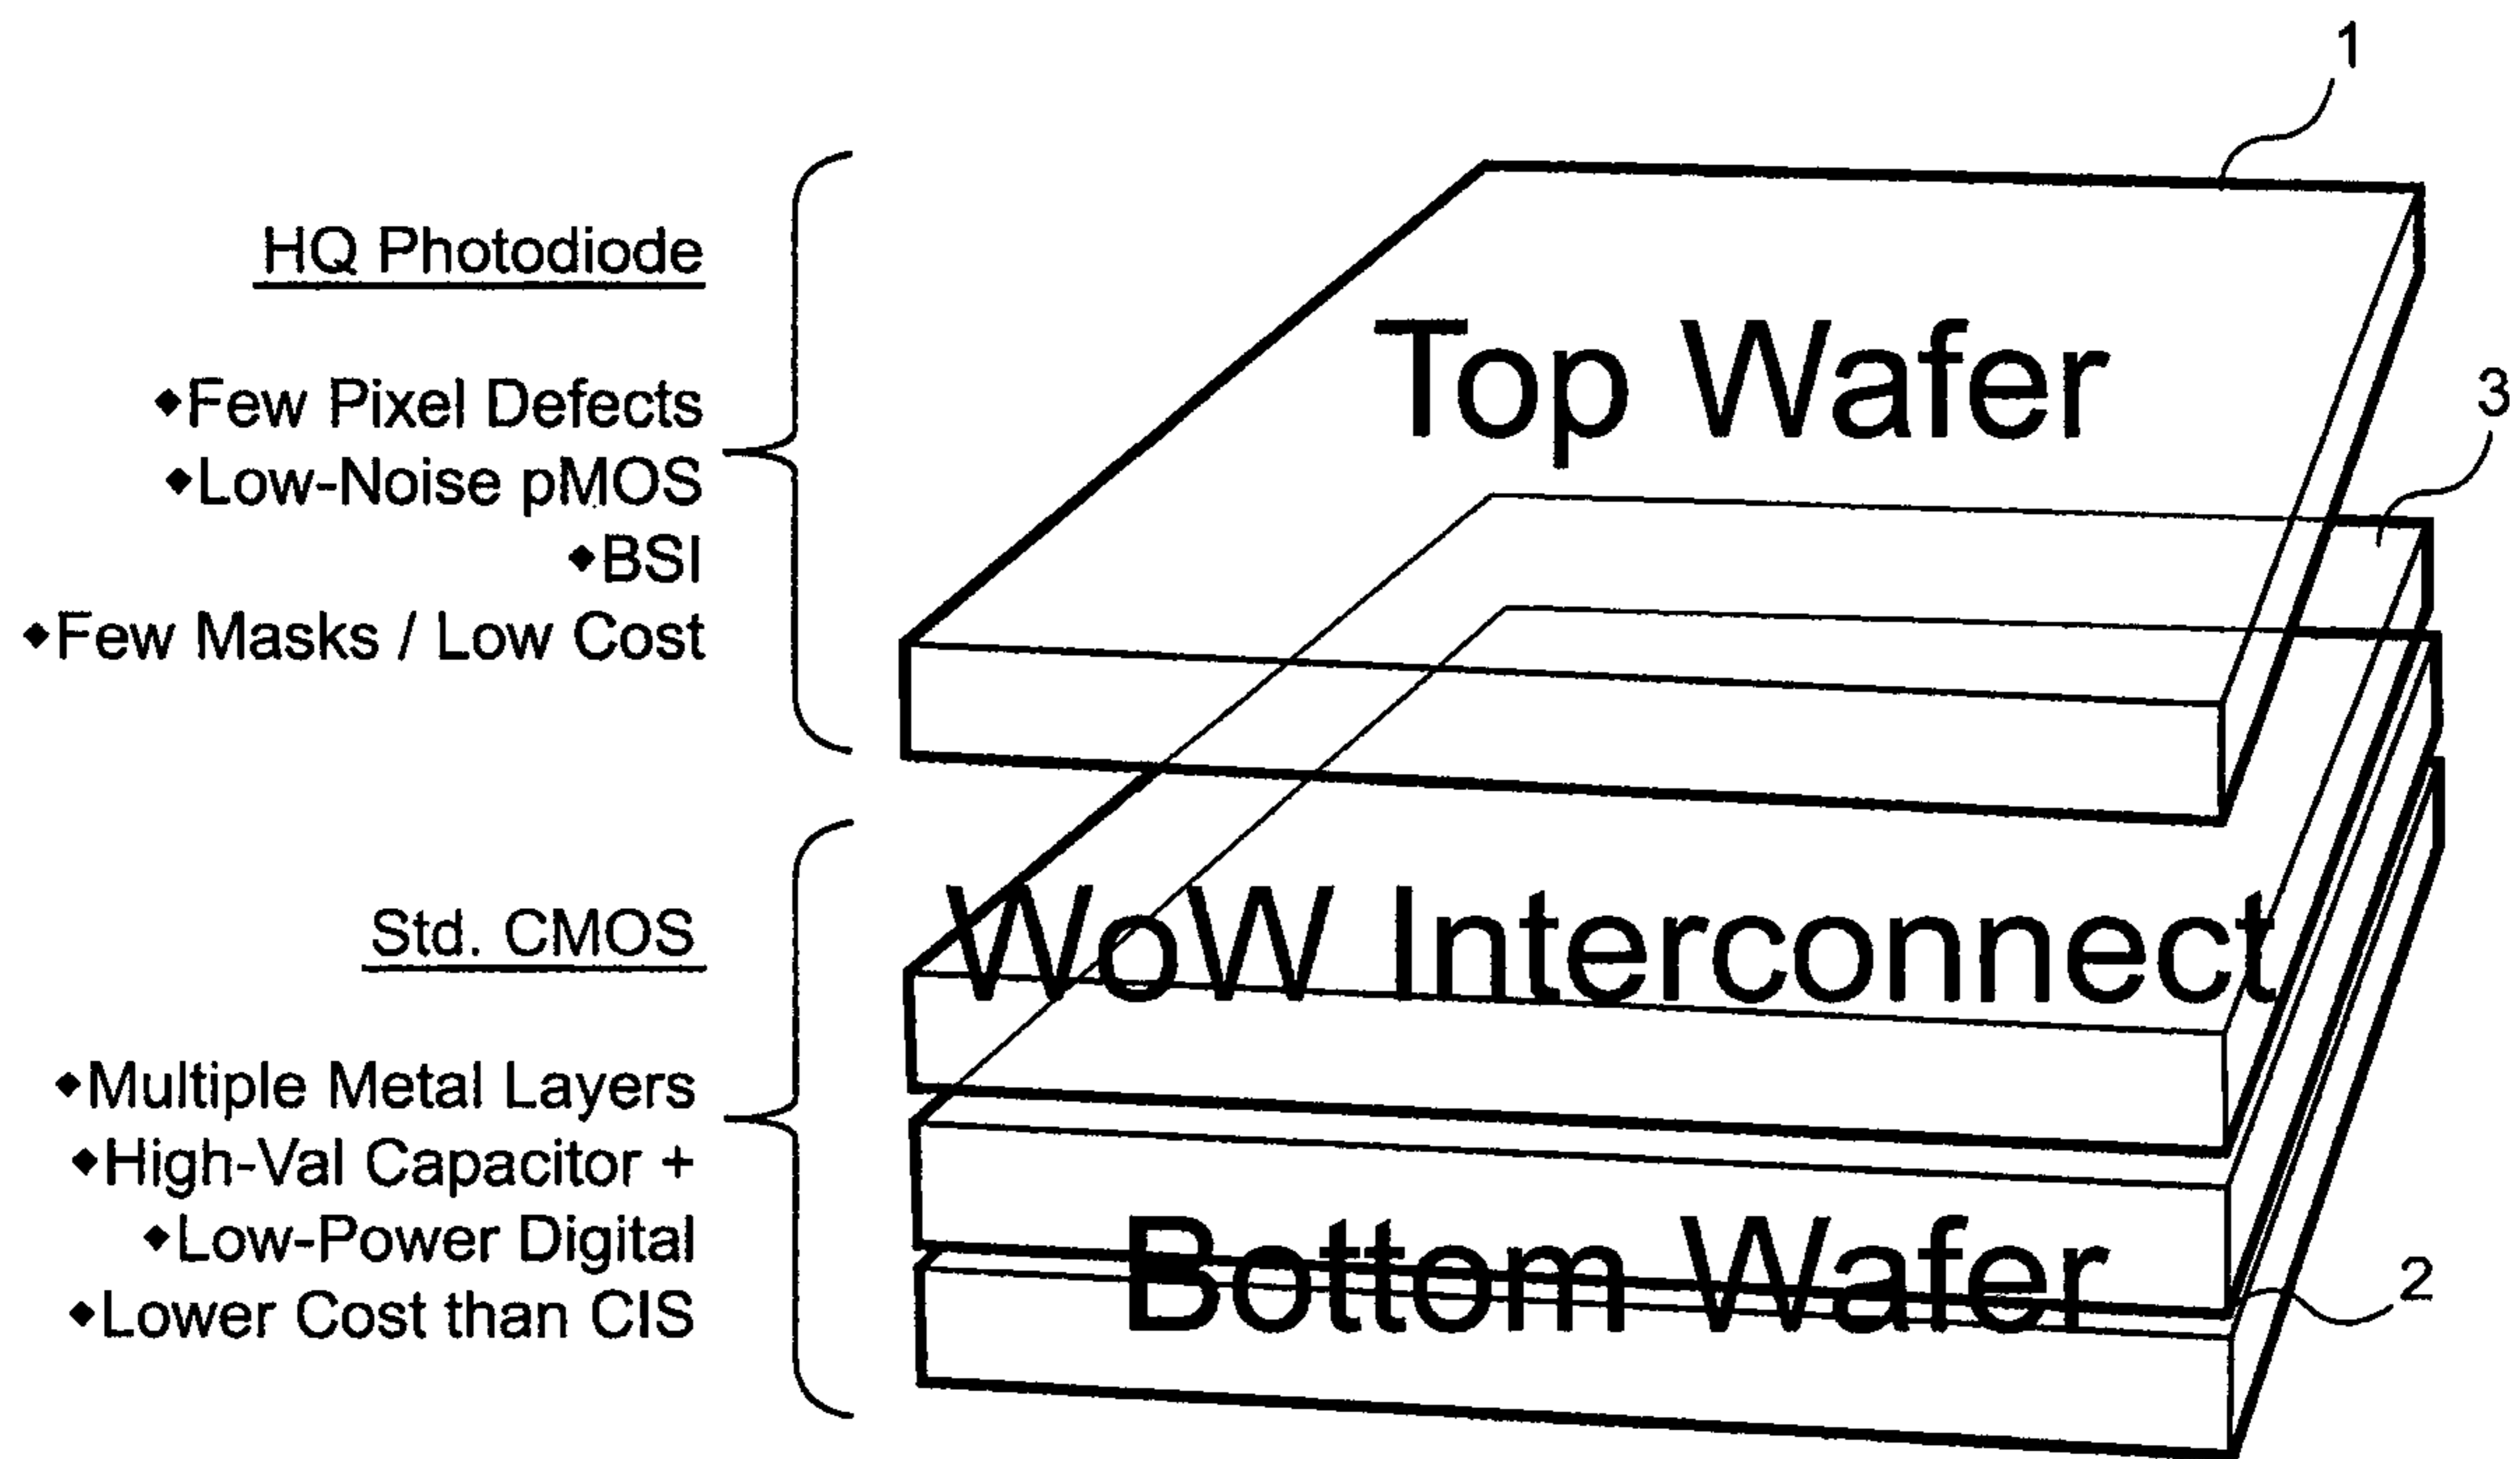 1
HQ Photodiode
◆Few Pixel Defects
◆Low-Noise pMOS
◆BSI
◆Few Masks / Low Cost
Top Wafer
3
Std. CMOS
◆Multiple Metal Layers
◆High-Val Capacitor +
◆Low-Power Digital
◆Lower Cost than CIS
WoW Interconnect
Bottom Wafer
2